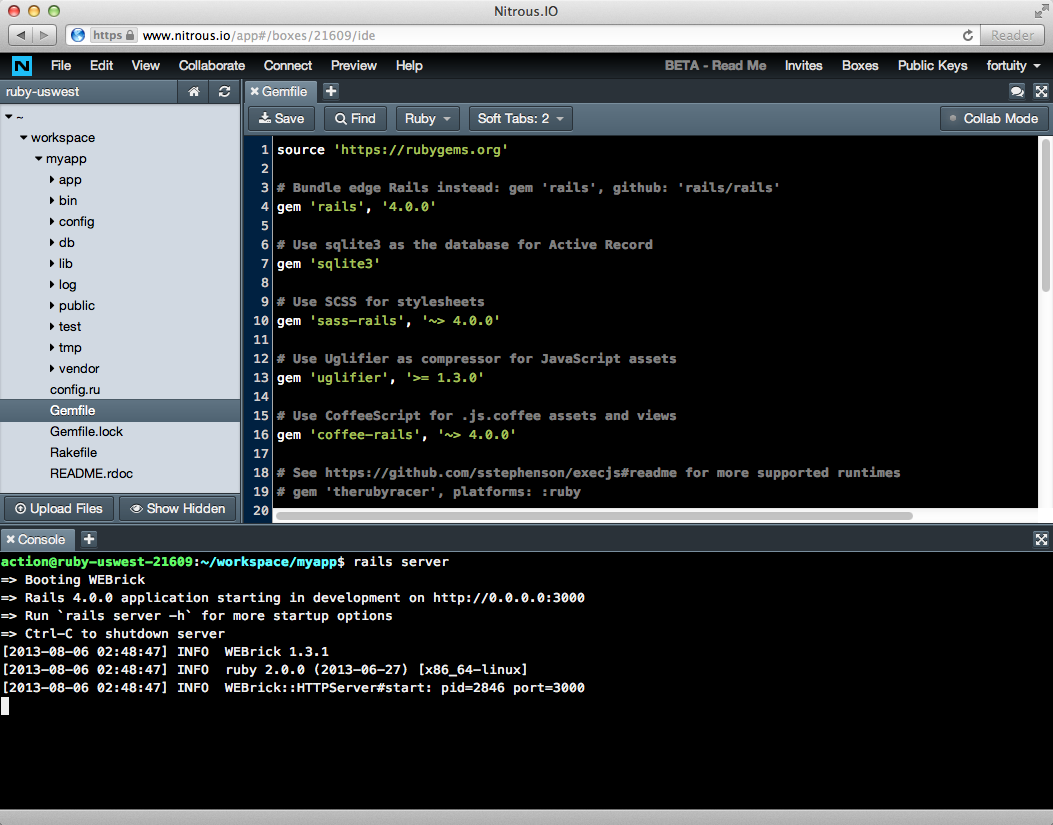 Nitrous.IO
https www.nitrous.io/app#/boxes/21609/ide Reader
N File Edit View Collaborate Connect Preview Help BETA - Read Me Invites Boxes Public Keys fortuity
ruby-uswest
~
workspace
myapp
app
bin
config
db
lib
log
public
test
tmp
vendor
config.ru
Gemfile
Gemfile.lock
Rakefile
README.rdoc
Upload Files Show Hidden
Gemfile
Save Find Ruby Soft Tabs: 2 Collab Mode
1 source 'https://rubygems.org'
2
3 # Bundle edge Rails instead: gem 'rails', github: 'rails/rails'
4 gem 'rails', '4.0.0'
5
6 # Use sqlite3 as the database for Active Record
7 gem 'sqlite3'
8
9 # Use SCSS for stylesheets
10 gem 'sass-rails', '~> 4.0.0'
11
12 # Use Uglifier as compressor for JavaScript assets
13 gem 'uglifier', '>= 1.3.0'
14
15 # Use CoffeeScript for .js.coffee assets and views
16 gem 'coffee-rails', '~> 4.0.0'
17
18 # See https://github.com/sstephenson/execjs#readme for more supported runtimes
19 # gem 'therubyracer', platforms: :ruby
20
Console
action@ruby-uswest-21609:~/workspace/myapp$ rails server
=> Booting WEBrick
=> Rails 4.0.0 application starting in development on http://0.0.0.0:3000
=> Run `rails server -h` for more startup options
=> Ctrl-C to shutdown server
[2013-08-06 02:48:47] INFO  WEBrick 1.3.1
[2013-08-06 02:48:47] INFO  ruby 2.0.0 (2013-06-27) [x86_64-linux]
[2013-08-06 02:48:47] INFO  WEBrick::HTTPServer#start: pid=2846 port=3000